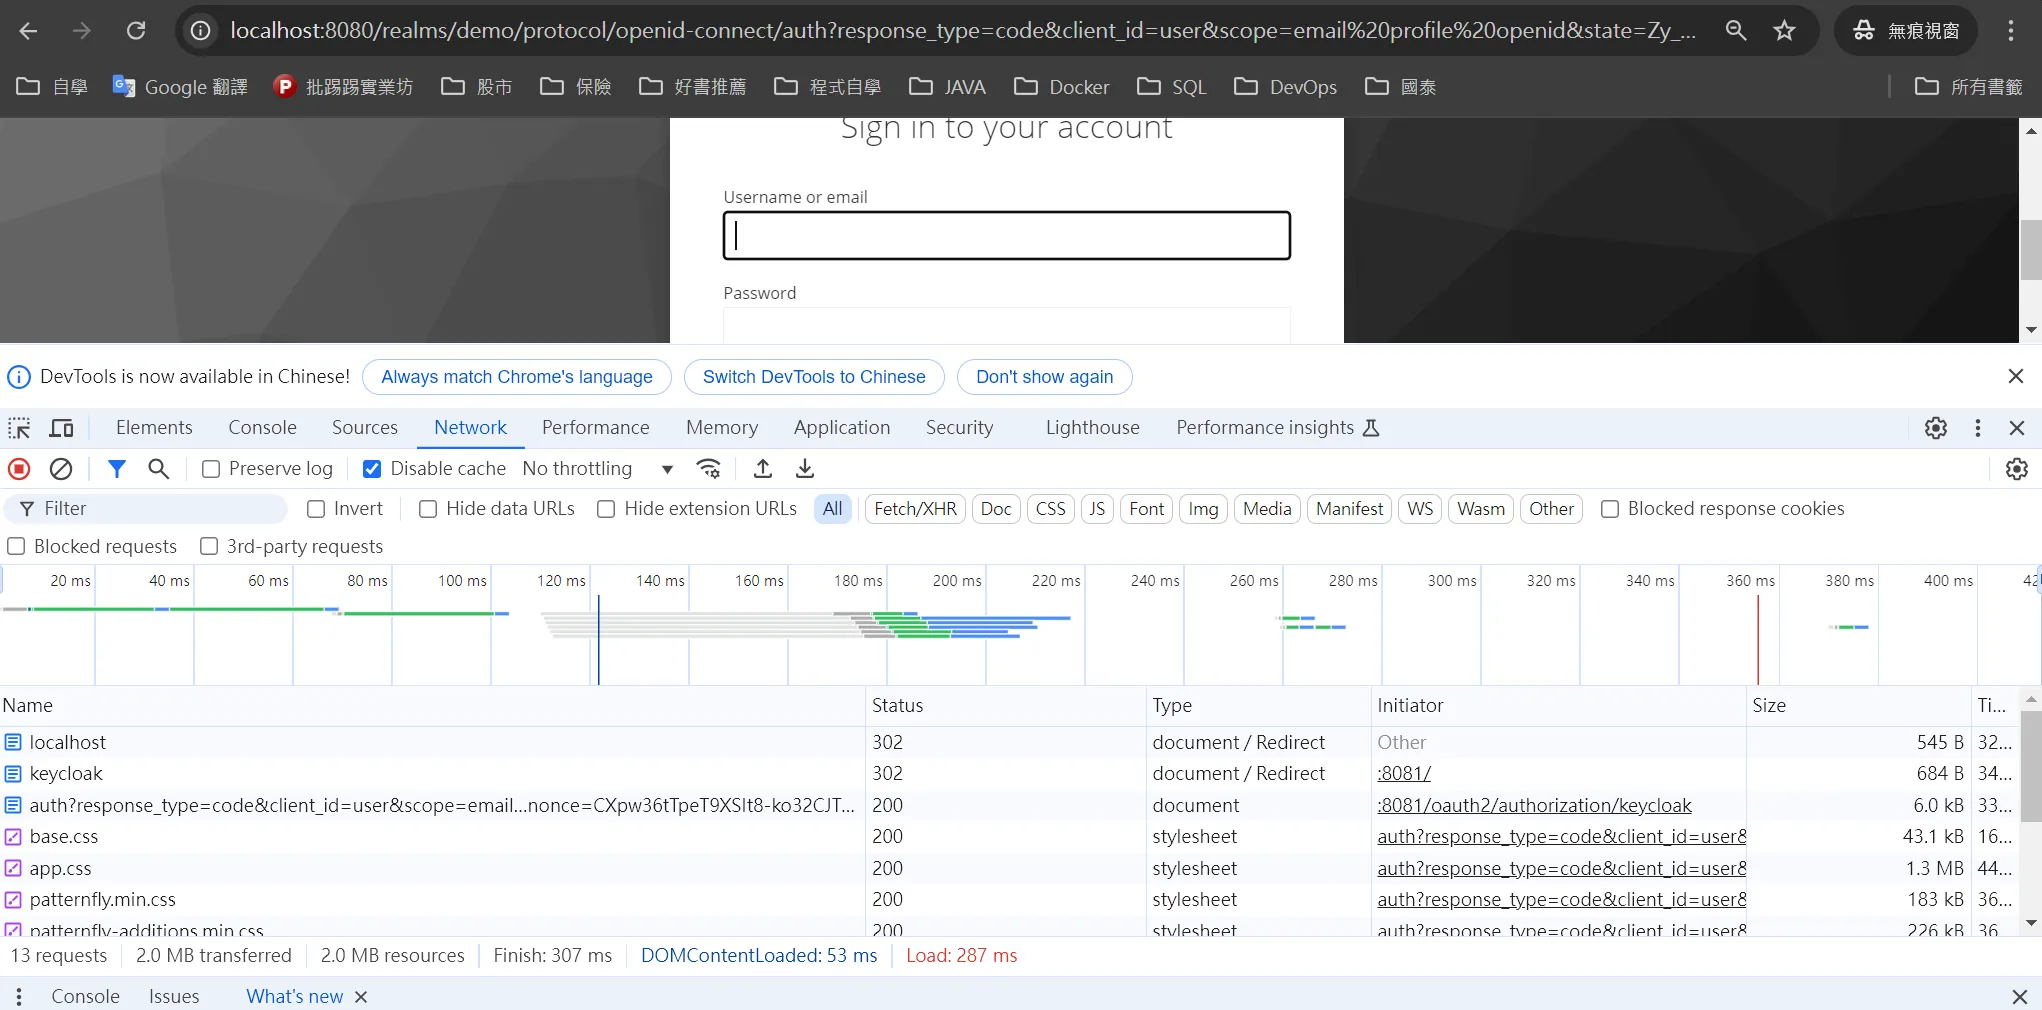 localhost:8080/realms/demo/protocol/openid-connect/auth?response_type=code&client_id=user&scope=email%20profile%20openid&state=Zy_... 無痕視窗
自學 Google 翻譯 批踢踢實業坊 股市 保險 好書推薦 程式自學 JAVA Docker SQL DevOps 國泰 所有書籤
Sign in to your account
Username or email
Password
DevTools is now available in Chinese! Always match Chrome's language Switch DevTools to Chinese Don't show again
Elements Console Sources Network Performance Memory Application Security Lighthouse Performance insights
Preserve log Disable cache No throttling
Filter Invert Hide data URLs Hide extension URLs All Fetch/XHR Doc CSS JS Font Img Media Manifest WS Wasm Other Blocked response cookies
Blocked requests 3rd-party requests
20 ms 40 ms 60 ms 80 ms 100 ms 120 ms 140 ms 160 ms 180 ms 200 ms 220 ms 240 ms 260 ms 280 ms 300 ms 320 ms 340 ms 360 ms 380 ms 400 ms 42
Name Status Type Initiator Size Ti...
localhost 302 document / Redirect Other 545 B 32...
keycloak 302 document / Redirect :8081/ 684 B 34...
auth?response_type=code&client_id=user&scope=email...nonce=CXpw36tTpeT9XSIt8-ko32CJT... 200 document :8081/oauth2/authorization/keycloak 6.0 kB 33...
base.css 200 stylesheet auth?response_type=code&client_id=user& 43.1 kB 16...
app.css 200 stylesheet auth?response_type=code&client_id=user& 1.3 MB 44...
patternfly.min.css 200 stylesheet auth?response_type=code&client_id=user& 183 kB 36...
patternfly-additions.min.css 200 stylesheet auth?response_type=code&client_id=user& 226 kB 36
13 requests 2.0 MB transferred 2.0 MB resources Finish: 307 ms DOMContentLoaded: 53 ms Load: 287 ms
Console Issues What's new